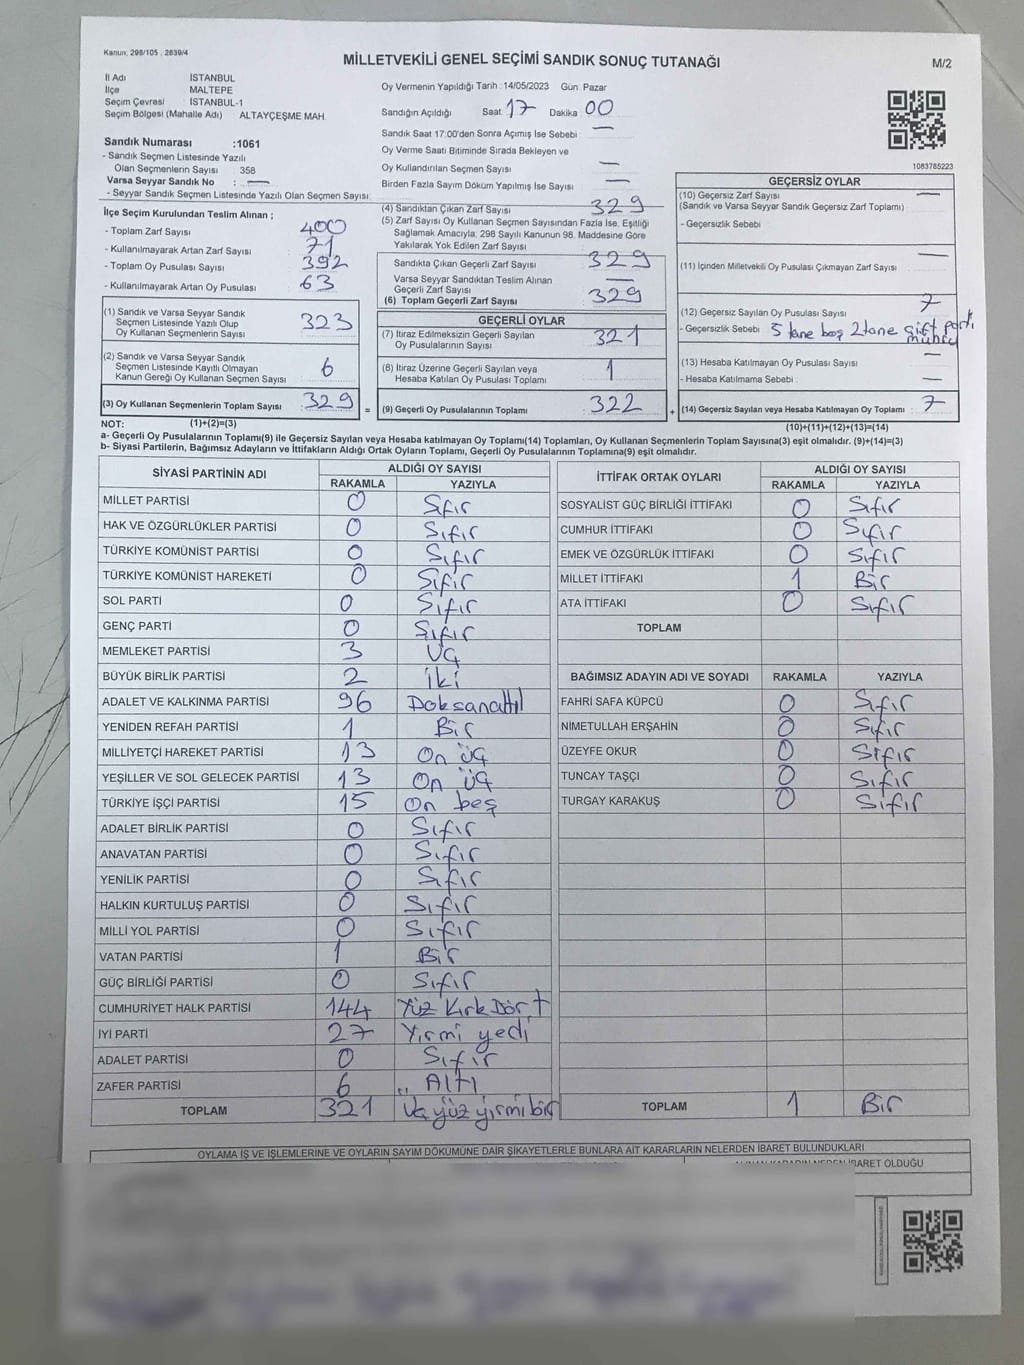 Kanun: 298/105 , 2839/4
MİLLETVEKİLİ GENEL SEÇİMİ SANDIK SONUÇ TUTANAĞI
M/2
İl Adı : İSTANBUL
İlçe : MALTEPE
Seçim Çevresi : İSTANBUL-1
Seçim Bölgesi (Mahalle Adı) ALTAYÇEŞME MAH.
Sandık Numarası :1061
- Sandık Seçmen Listesinde Yazılı
Olan Seçmenlerin Sayısı : 358
Varsa Seyyar Sandık No : —
- Seyyar Sandık Seçmen Listesinde Yazılı Olan Seçmen Sayısı:
Oy Vermenin Yapıldığı Tarih : 14/05/2023 Gün: Pazar
Sandığın Açıldığı Saat 17 Dakika 00
Sandık Saat 17:00'den Sonra Açımış İse Sebebi —
Oy Verme Saati Bitiminde Sırada Bekleyen ve
Oy Kullandırılan Seçmen Sayısı —
Birden Fazla Sayım Döküm Yapılmış İse Sayısı —
1083785223
İlçe Seçim Kurulundan Teslim Alınan ;
- Toplam Zarf Sayısı : 400
- Kullanılmayarak Artan Zarf Sayısı : 71
- Toplam Oy Pusulası Sayısı : 392
- Kullanılmayarak Artan Oy Pusulası : 63
(1) Sandık ve Varsa Seyyar Sandık
Seçmen Listesinde Yazılı Olup
Oy Kullanan Seçmenlerin Sayısı 323
(2) Sandık ve Varsa Seyyar Sandık
Seçmen Listesinde Kayıtlı Olmayan
Kanun Gereği Oy Kullanan Seçmen Sayısı 6
(3) Oy Kullanan Seçmenlerin Toplam Sayısı : 329 =
(4) Sandıktan Çıkan Zarf Sayısı 329
(5) Zarf Sayısı Oy Kullanan Seçmen Sayısından Fazla İse, Eşitliği
Sağlamak Amacıyla, 298 Sayılı Kanunun 98. Maddesine Göre
Yakılarak Yok Edilen Zarf Sayısı :
Sandıkta Çıkan Geçerli Zarf Sayısı : 329
Varsa Seyyar Sandıktan Teslim Alınan
Geçerli Zarf Sayısı : —
(6) Toplam Geçerli Zarf Sayısı : 329
GEÇERLİ OYLAR
(7) İtiraz Edilmeksizin Geçerli Sayılan
Oy Pusulalarının Sayısı : 321
(8) İtiraz Üzerine Geçerli Sayılan veya
Hesaba Katılan Oy Pusulası Toplamı 1
(9) Geçerli Oy Pusulalarının Toplamı : 322 +
GEÇERSİZ OYLAR
(10) Geçersiz Zarf Sayısı —
(Sandık ve Varsa Seyyar Sandık Geçersiz Zarf Toplamı)
- Geçersizlik Sebebi
(11) İçinden Milletvekili Oy Pusulası Çıkmayan Zarf Sayısı : —
(12) Geçersiz Sayılan Oy Pusulası Sayısı 7
- Geçersizlik Sebebi : 5 tane boş 2 tane çift parti
mührü
(13) Hesaba Katılmayan Oy Pusulası Sayısı —
- Hesaba Katılmama Sebebi : —
(14) Geçersiz Sayılan veya Hesaba Katılmayan Oy Toplamı : 7
NOT: (1)+(2)=(3) (10)+(11)+(12)+(13)=(14)
a- Geçerli Oy Pusulalarının Toplamı(9) ile Geçersiz Sayılan veya Hesaba katılmayan Oy Toplamı(14) Toplamları, Oy Kullanan Seçmenlerin Toplam Sayısına(3) eşit olmalıdır. (9)+(14)=(3)
b- Siyasi Partilerin, Bağımsız Adayların ve İttifakların Aldığı Ortak Oyların Toplamı, Geçerli Oy Pusulalarının Toplamına(9) eşit olmalıdır.
SİYASİ PARTİNİN ADI ALDIĞI OY SAYISI
RAKAMLA YAZIYLA
MİLLET PARTİSİ 0 Sıfır
HAK VE ÖZGÜRLÜKLER PARTİSİ 0 Sıfır
TÜRKİYE KOMÜNİST PARTİSİ 0 Sıfır
TÜRKİYE KOMÜNİST HAREKETİ 0 Sıfır
SOL PARTİ 0 Sıfır
GENÇ PARTİ 0 Sıfır
MEMLEKET PARTİSİ 3 Üç
BÜYÜK BİRLİK PARTİSİ 2 İki
ADALET VE KALKINMA PARTİSİ 96 Doksanaltı
YENİDEN REFAH PARTİSİ 1 Bir
MİLLİYETÇİ HAREKET PARTİSİ 13 On üç
YEŞİLLER VE SOL GELECEK PARTİSİ 13 On üç
TÜRKİYE İŞÇİ PARTİSİ 15 On beş
ADALET BİRLİK PARTİSİ 0 Sıfır
ANAVATAN PARTİSİ 0 Sıfır
YENİLİK PARTİSİ 0 Sıfır
HALKIN KURTULUŞ PARTİSİ 0 Sıfır
MİLLİ YOL PARTİSİ 0 Sıfır
VATAN PARTİSİ 1 Bir
GÜÇ BİRLİĞİ PARTİSİ 0 Sıfır
CUMHURİYET HALK PARTİSİ 144 Yüz Kırk Dört
İYİ PARTİ 27 Yirmi yedi
ADALET PARTİSİ 0 Sıfır
ZAFER PARTİSİ 6 Altı
TOPLAM 321 Üç yüz yirmi bir
İTTİFAK ORTAK OYLARI ALDIĞI OY SAYISI
RAKAMLA YAZIYLA
SOSYALİST GÜÇ BİRLİĞİ İTTİFAKI 0 Sıfır
CUMHUR İTTİFAKI 0 Sıfır
EMEK VE ÖZGÜRLÜK İTTİFAKI 0 Sıfır
MİLLET İTTİFAKI 1 Bir
ATA İTTİFAKI 0 Sıfır
TOPLAM
BAĞIMSIZ ADAYIN ADI VE SOYADI RAKAMLA YAZIYLA
FAHRİ SAFA KÜPCÜ 0 Sıfır
NİMETULLAH ERŞAHİN 0 Sıfır
ÜZEYFE OKUR 0 Sıfır
TUNCAY TAŞÇI 0 Sıfır
TURGAY KARAKUŞ 0 Sıfır
TOPLAM 1 Bir
OYLAMA İŞ VE İŞLEMLERİNE VE OYLARIN SAYIM DÖKÜMÜNE DAİR ŞİKAYETLERLE BUNLARA AİT KARARLARIN NELERDEN İBARET BULUNDUKLARI
İBARET OLDUĞU